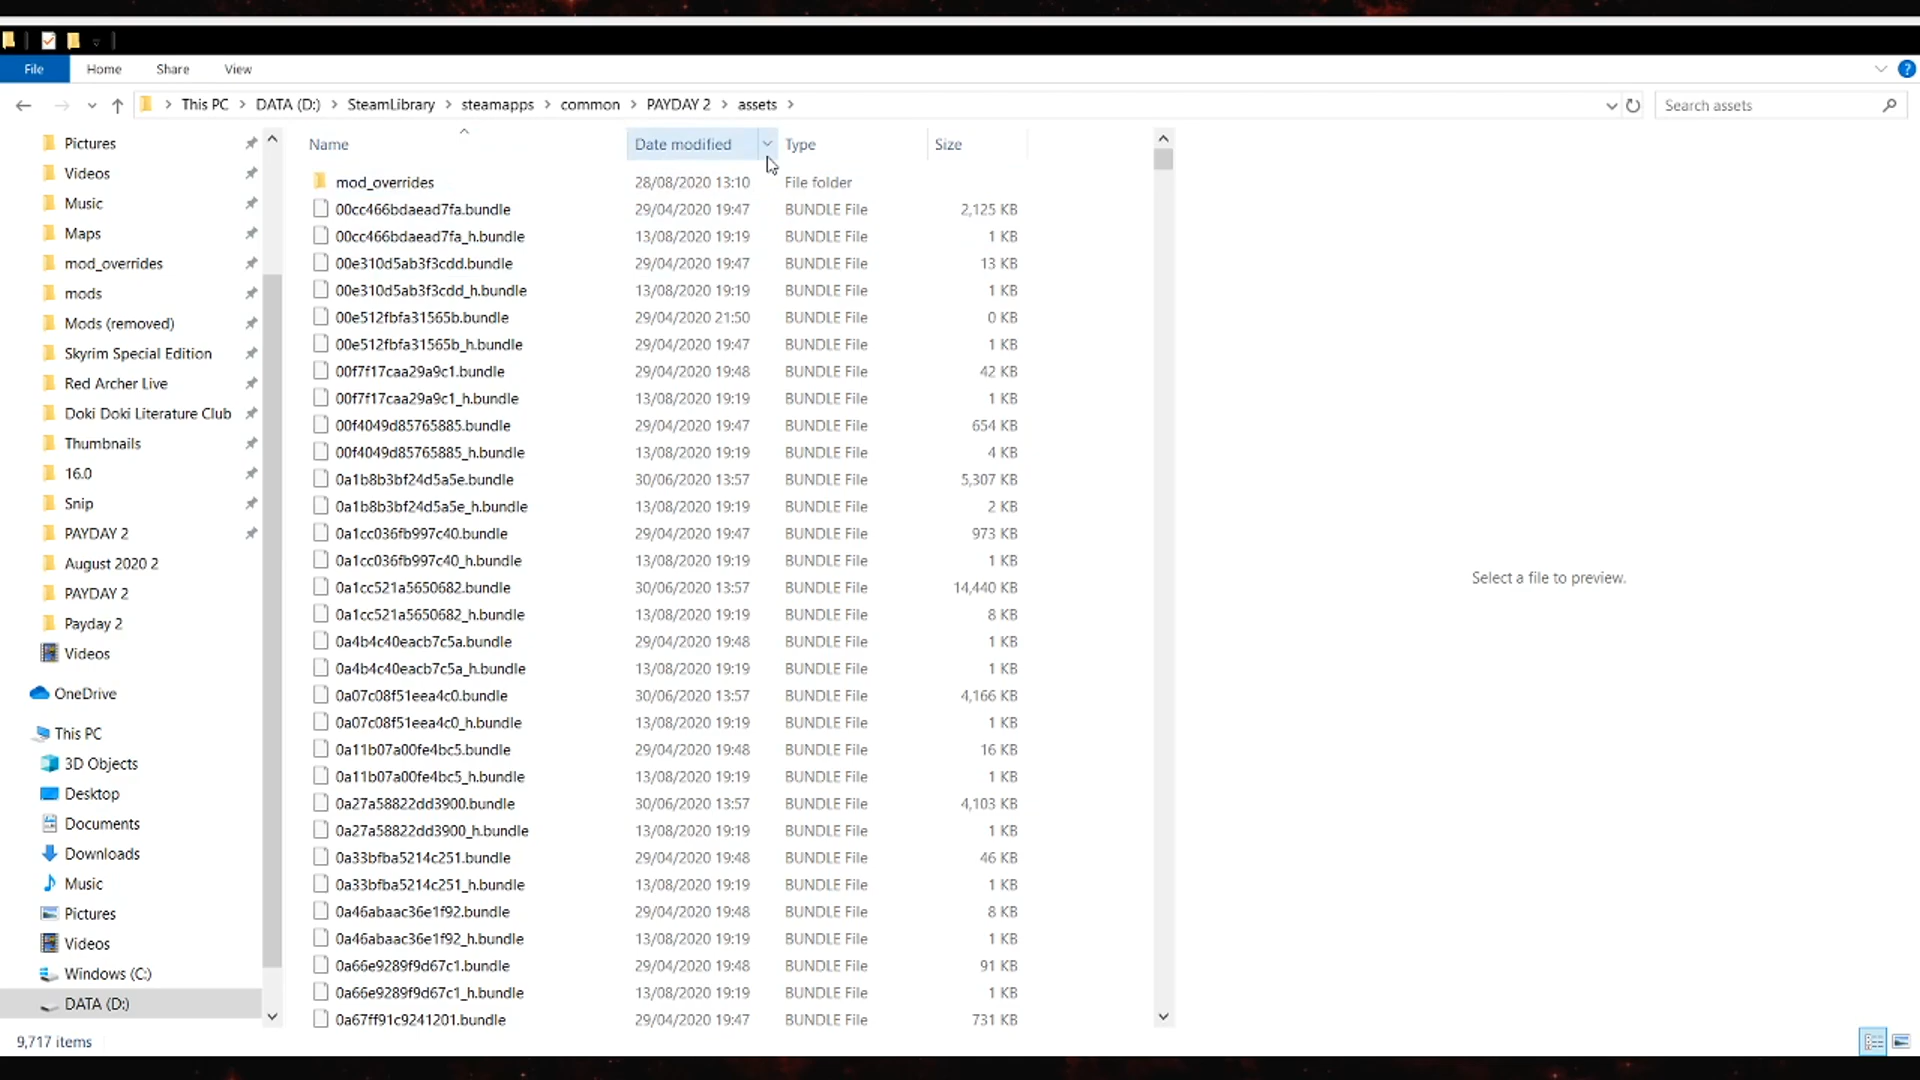 File Home Share View
This PC DATA (D:) SteamLibrary steamapps common PAYDAY 2 assets
Search assets
Pictures
Videos
Music
Maps
mod_overrides
mods
Mods (removed)
Skyrim Special Edition
Red Archer Live
Doki Doki Literature Club
Thumbnails
16.0
Snip
PAYDAY 2
August 2020 2
PAYDAY 2
Payday 2
Videos
OneDrive
This PC
3D Objects
Desktop
Documents
Downloads
Music
Pictures
Videos
Windows (C:)
DATA (D:)
Name Date modified Type Size
mod_overrides 28/08/2020 13:10 File folder
00cc466bdaead7fa.bundle 29/04/2020 19:47 BUNDLE File 2,125 KB
00cc466bdaead7fa_h.bundle 13/08/2020 19:19 BUNDLE File 1 KB
00e310d5ab3f3cdd.bundle 29/04/2020 19:47 BUNDLE File 13 KB
00e310d5ab3f3cdd_h.bundle 13/08/2020 19:19 BUNDLE File 1 KB
00e512fbfa31565b.bundle 29/04/2020 21:50 BUNDLE File 0 KB
00e512fbfa31565b_h.bundle 29/04/2020 19:47 BUNDLE File 1 KB
00f7f17caa29a9c1.bundle 29/04/2020 19:48 BUNDLE File 42 KB
00f7f17caa29a9c1_h.bundle 13/08/2020 19:19 BUNDLE File 1 KB
00f4049d85765885.bundle 29/04/2020 19:47 BUNDLE File 654 KB
00f4049d85765885_h.bundle 13/08/2020 19:19 BUNDLE File 4 KB
0a1b8b3bf24d5a5e.bundle 30/06/2020 13:57 BUNDLE File 5,307 KB
0a1b8b3bf24d5a5e_h.bundle 13/08/2020 19:19 BUNDLE File 2 KB
0a1cc036fb997c40.bundle 29/04/2020 19:47 BUNDLE File 973 KB
0a1cc036fb997c40_h.bundle 13/08/2020 19:19 BUNDLE File 1 KB
0a1cc521a5650682.bundle 30/06/2020 13:57 BUNDLE File 14,440 KB
0a1cc521a5650682_h.bundle 13/08/2020 19:19 BUNDLE File 8 KB
0a4b4c40eacb7c5a.bundle 29/04/2020 19:48 BUNDLE File 1 KB
0a4b4c40eacb7c5a_h.bundle 13/08/2020 19:19 BUNDLE File 1 KB
0a07c08f51eea4c0.bundle 30/06/2020 13:57 BUNDLE File 4,166 KB
0a07c08f51eea4c0_h.bundle 13/08/2020 19:19 BUNDLE File 1 KB
0a11b07a00fe4bc5.bundle 29/04/2020 19:48 BUNDLE File 16 KB
0a11b07a00fe4bc5_h.bundle 13/08/2020 19:19 BUNDLE File 1 KB
0a27a58822dd3900.bundle 30/06/2020 13:57 BUNDLE File 4,103 KB
0a27a58822dd3900_h.bundle 13/08/2020 19:19 BUNDLE File 1 KB
0a33bfba5214c251.bundle 29/04/2020 19:48 BUNDLE File 46 KB
0a33bfba5214c251_h.bundle 13/08/2020 19:19 BUNDLE File 1 KB
0a46abaac36e1f92.bundle 29/04/2020 19:48 BUNDLE File 8 KB
0a46abaac36e1f92_h.bundle 13/08/2020 19:19 BUNDLE File 1 KB
0a66e9289f9d67c1.bundle 29/04/2020 19:48 BUNDLE File 91 KB
0a66e9289f9d67c1_h.bundle 13/08/2020 19:19 BUNDLE File 1 KB
0a67ff91c9241201.bundle 29/04/2020 19:47 BUNDLE File 731 KB
Select a file to preview.
9,717 items